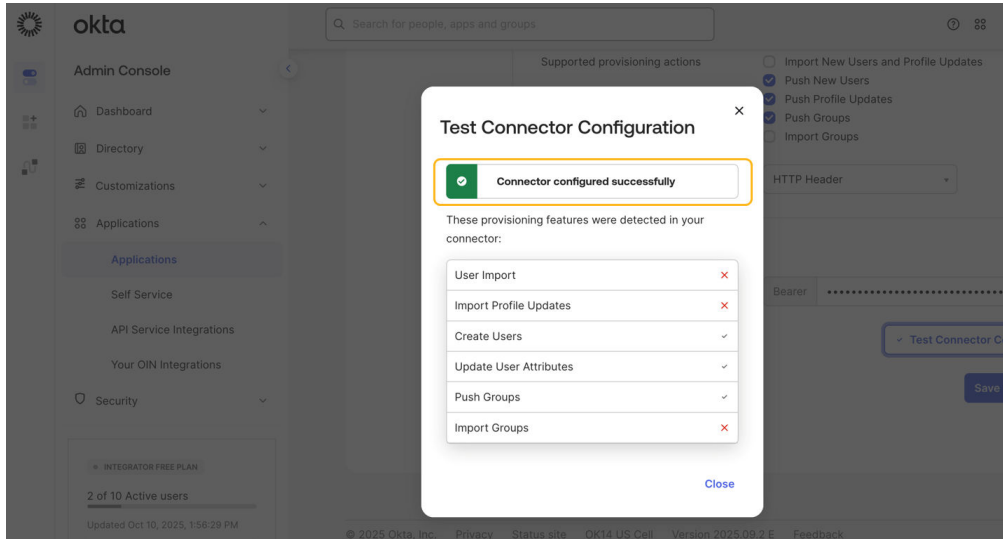 okta
Search for people, apps and groups
Admin Console
Dashboard
Directory
Customizations
Applications
Applications
Self Service
API Service Integrations
Your OIN Integrations
Security
INTEGRATOR FREE PLAN
2 of 10 Active users
Updated Oct 10, 2025, 1:56:29 PM
Supported provisioning actions
Import New Users and Profile Updates
Push New Users
Push Profile Updates
Push Groups
Import Groups
HTTP Header
Bearer ••••••••••••••••••••••••••••
Test Connector C
Save
Test Connector Configuration
Connector configured successfully
These provisioning features were detected in your
connector:
User Import
Import Profile Updates
Create Users
Update User Attributes
Push Groups
Import Groups
Close
© 2025 Okta, Inc. Privacy Status site OK14 US Cell Version 2025.09.2 E Feedback